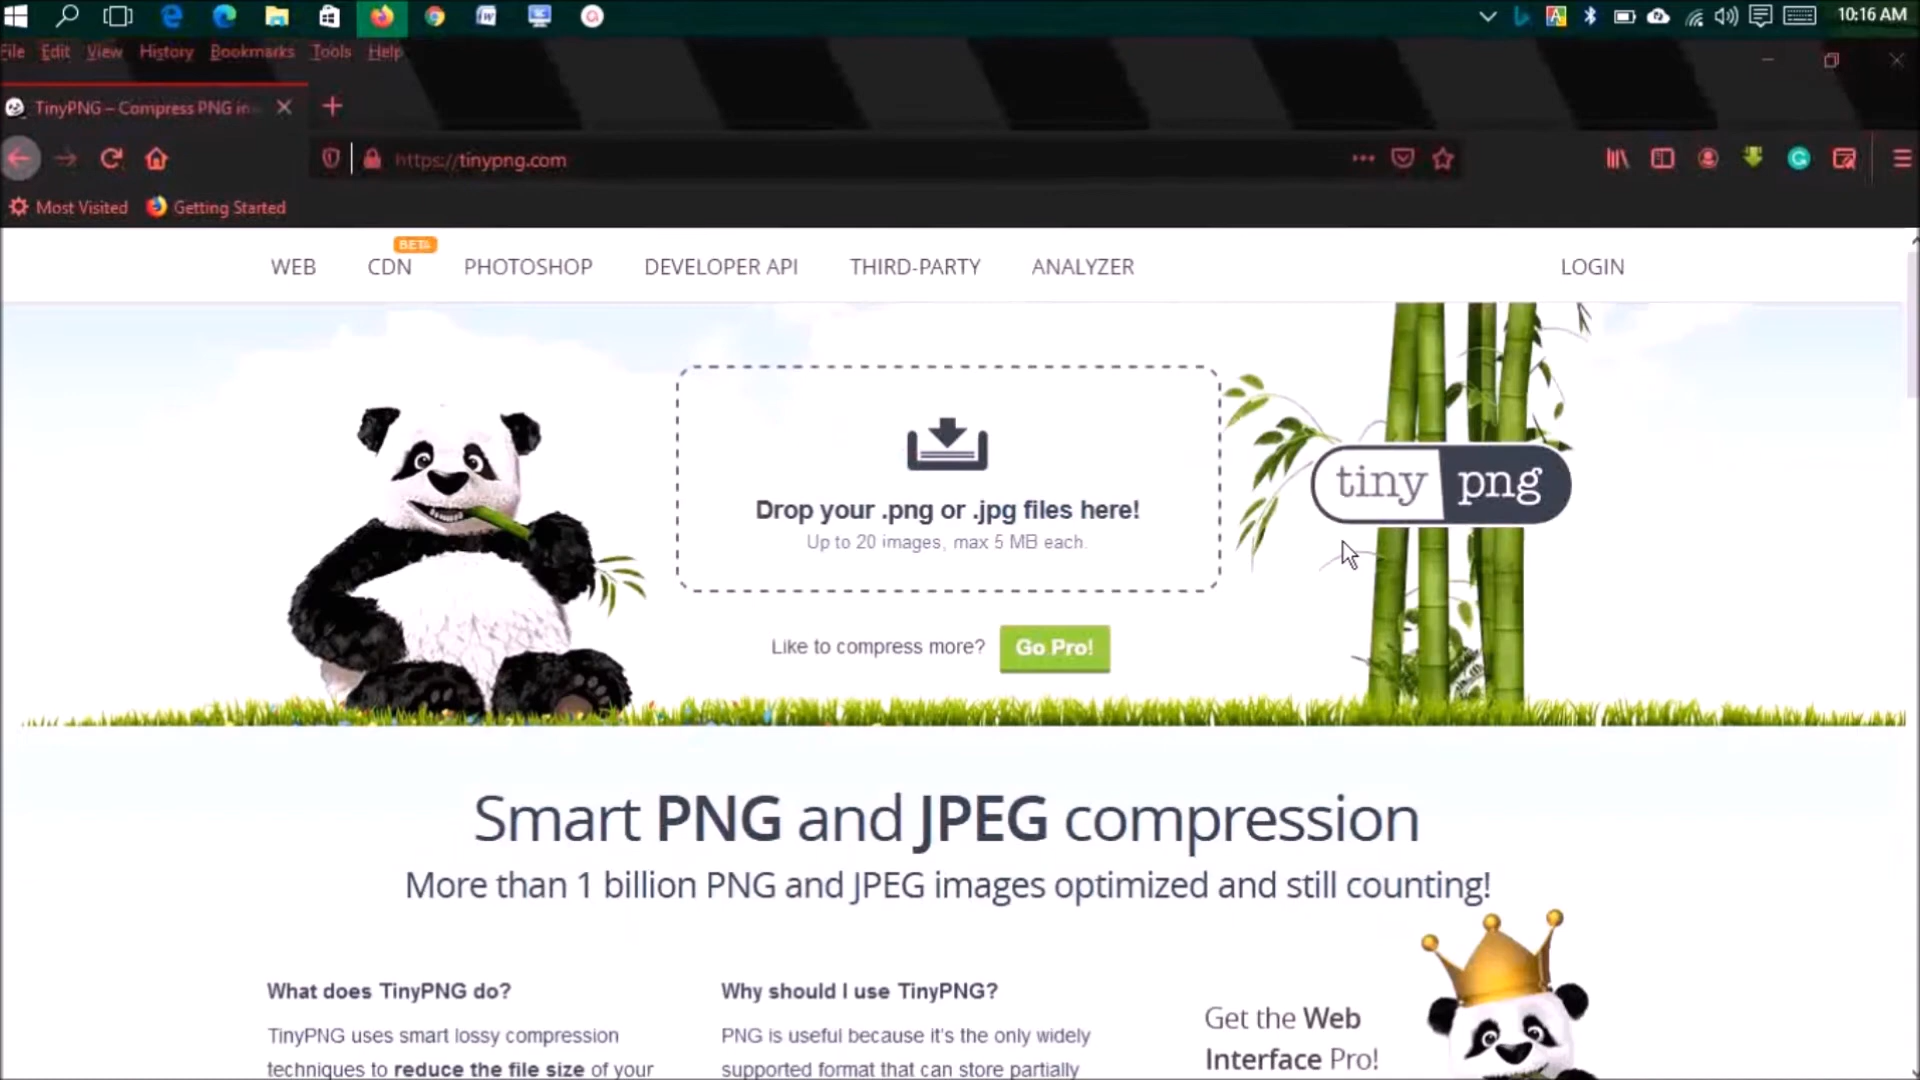 10:16 AM
File Edit View History Bookmarks Tools Help
TinyPNG – Compress PNG im
https://tinypng.com
Most Visited Getting Started
BETA
WEB CDN PHOTOSHOP DEVELOPER API THIRD-PARTY ANALYZER LOGIN
Drop your .png or .jpg files here!
Up to 20 images, max 5 MB each.
tiny png
Like to compress more? Go Pro!
Smart PNG and JPEG compression
More than 1 billion PNG and JPEG images optimized and still counting!
What does TinyPNG do?
TinyPNG uses smart lossy compression
techniques to reduce the file size of your
Why should I use TinyPNG?
PNG is useful because it's the only widely
supported format that can store partially
Get the Web
Interface Pro!